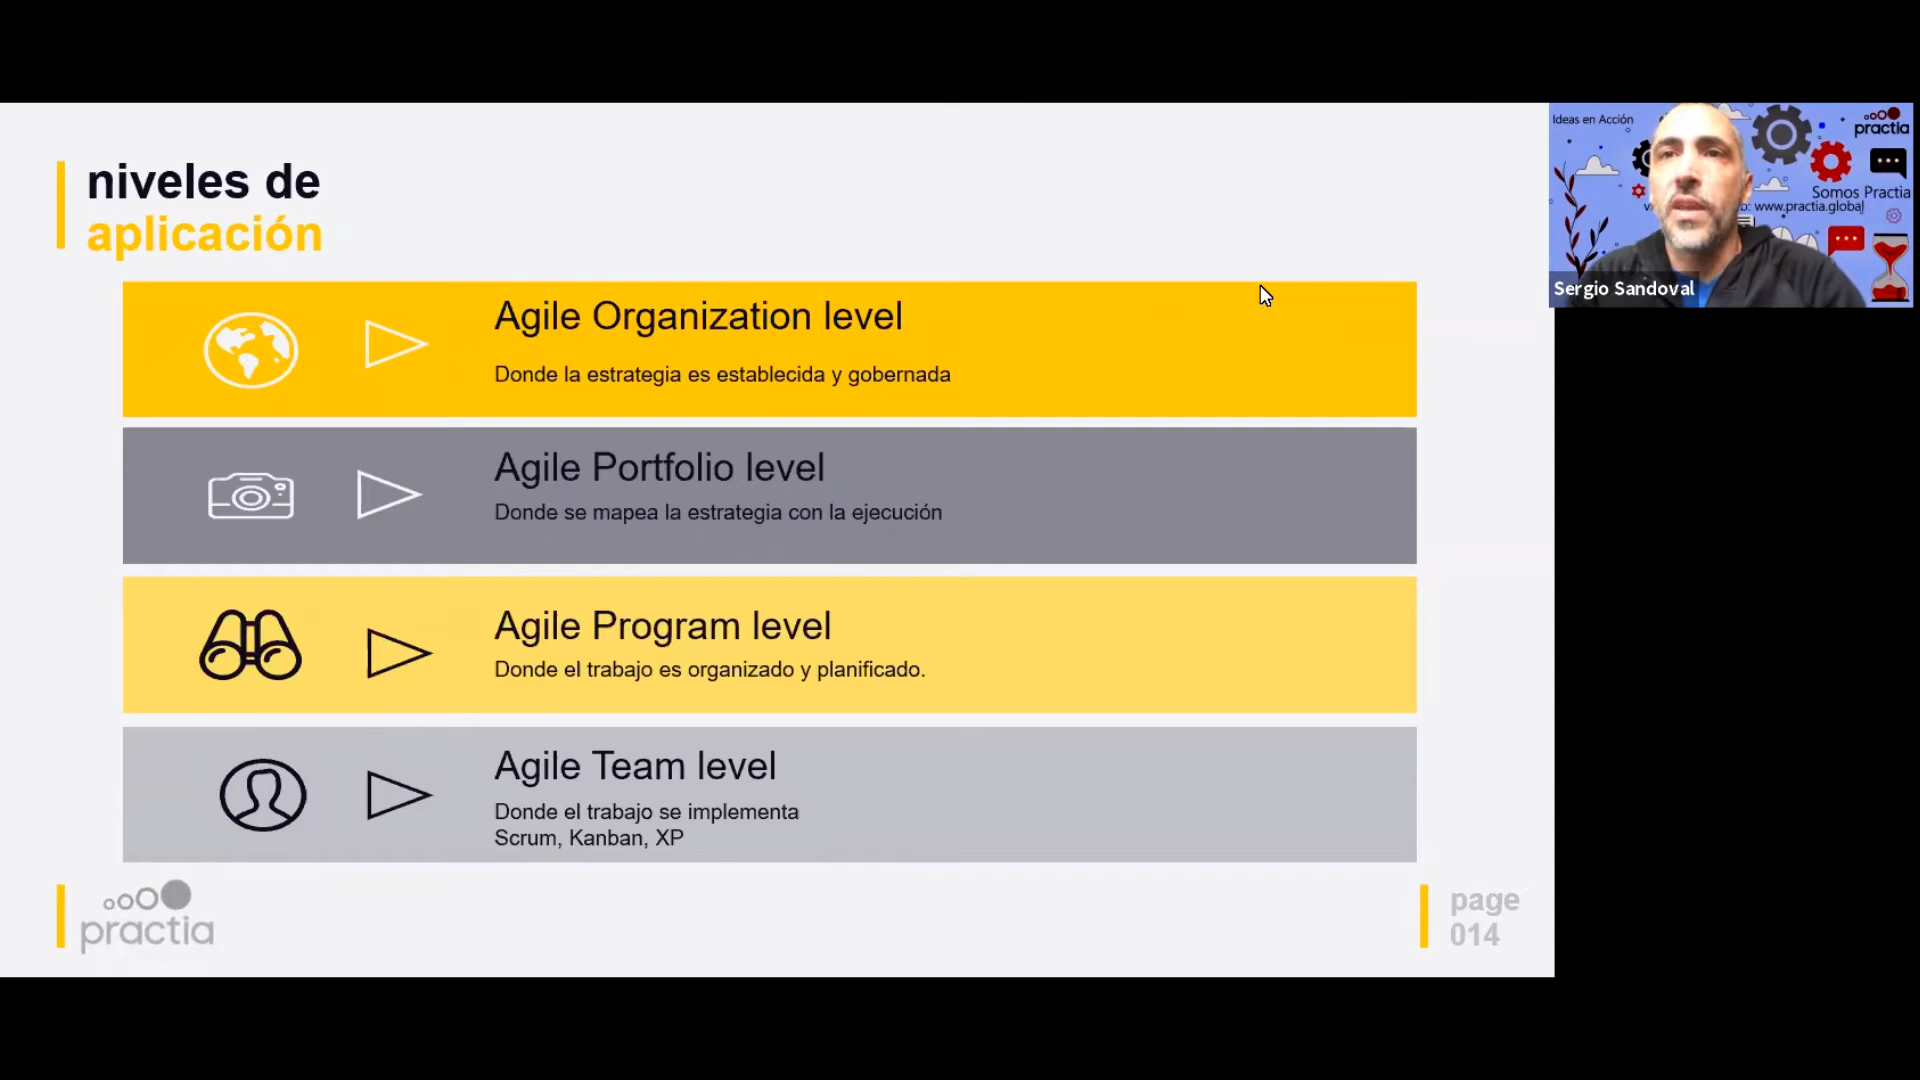 niveles de
aplicación
Agile Organization level
Donde la estrategia es establecida y gobernada
Agile Portfolio level
Donde se mapea la estrategia con la ejecución
Agile Program level
Donde el trabajo es organizado y planificado.
Agile Team level
Donde el trabajo se implementa
Scrum, Kanban, XP
practia
page
014
Ideas en Acción
practia
Somos Practia
www.practia.global
Sergio Sandoval